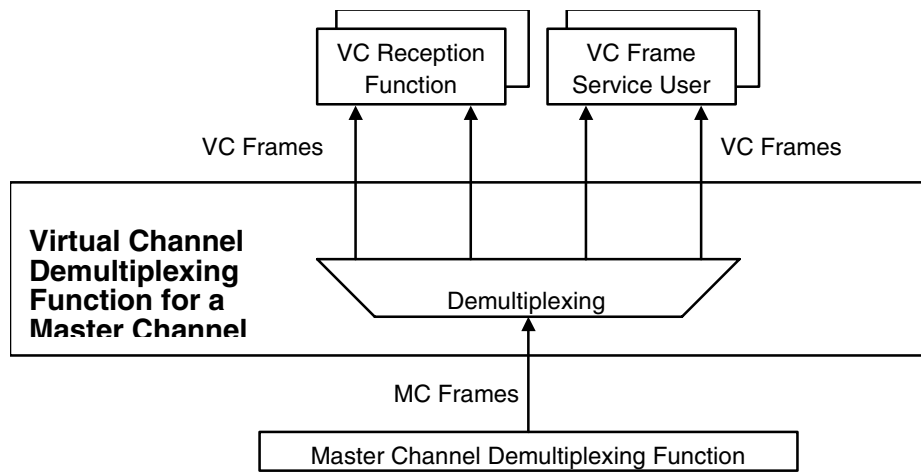 VC Reception
Function
VC Frame
Service User
VC Frames
VC Frames
Virtual Channel
Demultiplexing
Function for a
Master Channel
Demultiplexing
MC Frames
Master Channel Demultiplexing Function